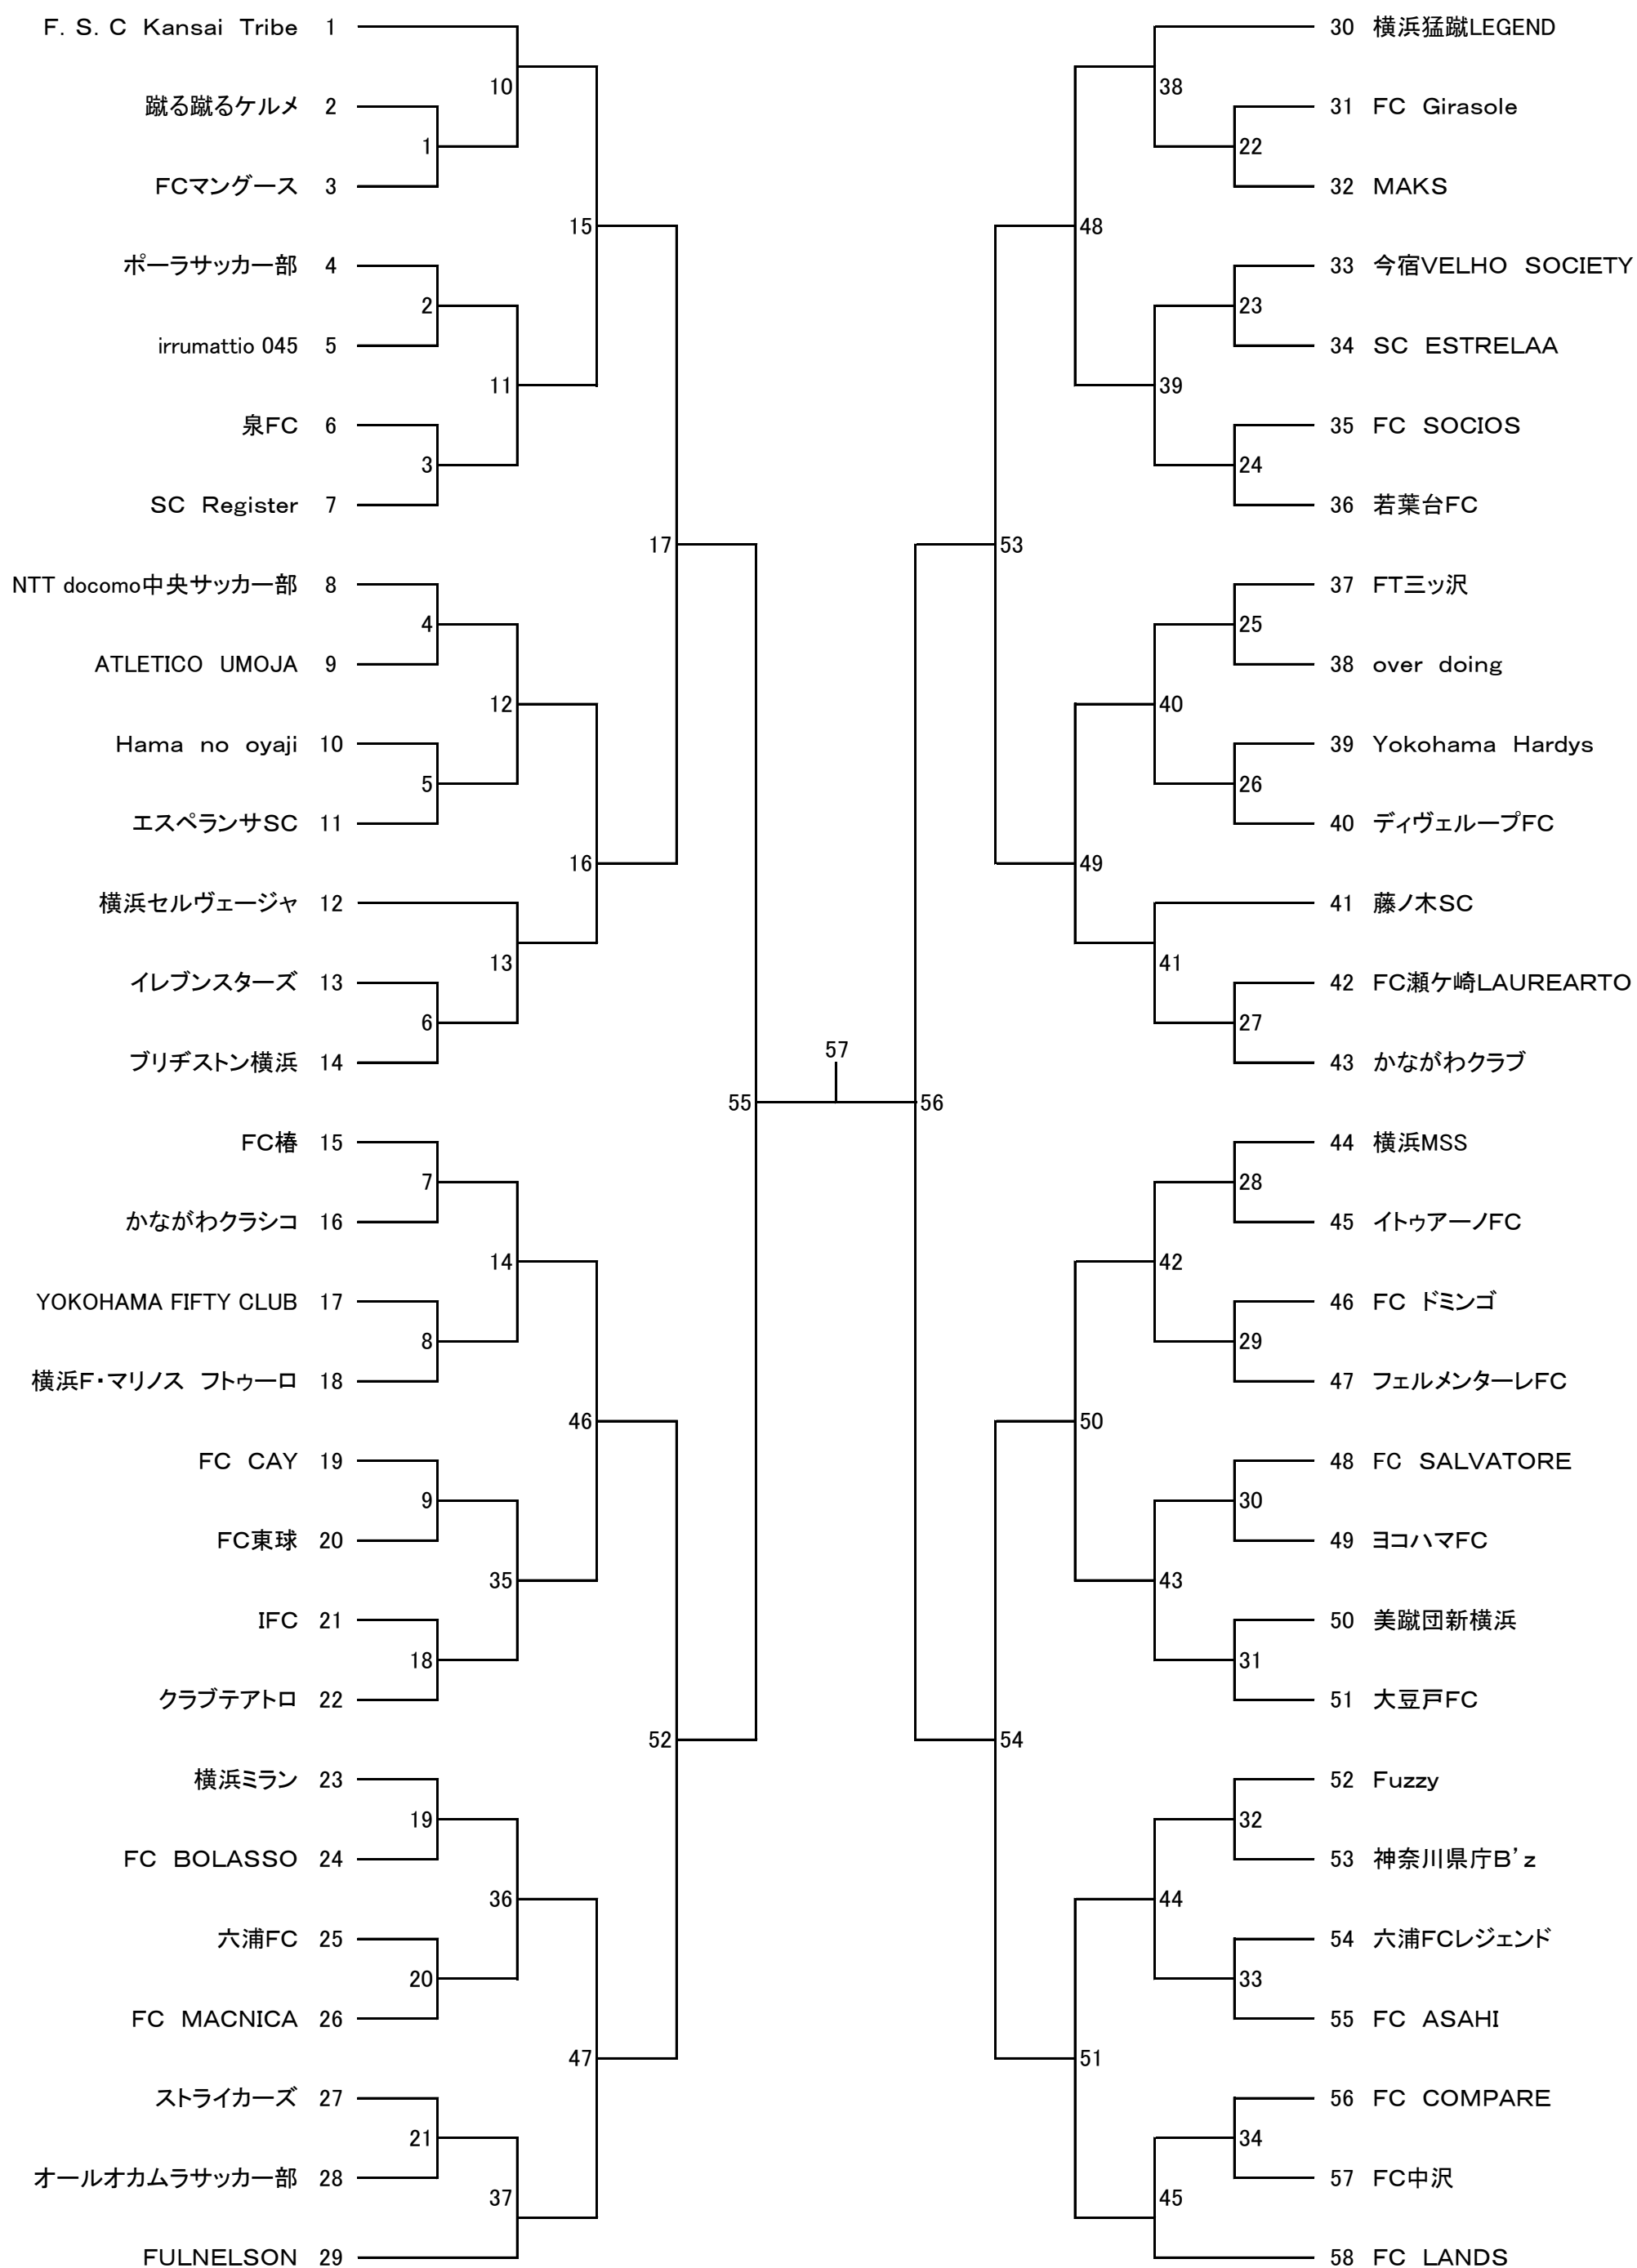 F.S.C Kansai Tribe 1
10
蹴る蹴るケルメ 2
1
FCマングース 3
15
ポーラサッカー部 4
2
irrumattio 045 5
11
泉FC 6
3
SC Register 7
17
NTT docomo中央サッカー部 8
4
ATLETICO UMOJA 9
12
Hama no oyaji 10
5
エスペランサSC 11
16
横浜セルヴェージャ 12
13
イレブンスターズ 13
6
ブリヂストン横浜 14
55
57
56
FC椿 15
7
かながわクラシコ 16
14
YOKOHAMA FIFTY CLUB 17
8
横浜F・マリノス フトゥーロ 18
46
FC CAY 19
9
FC東球 20
35
IFC 21
18
クラブテアトロ 22
52
横浜ミラン 23
19
FC BOLASSO 24
36
六浦FC 25
20
FC MACNICA 26
47
ストライカーズ 27
21
オールオカムラサッカー部 28
37
FULNELSON 29
30 横浜猛蹴LEGEND
38
31 FC Girasole
22
32 MAKS
48
33 今宿VELHO SOCIETY
23
34 SC ESTRELAA
39
35 FC SOCIOS
24
36 若葉台FC
53
37 FT三ッ沢
25
38 over doing
40
39 Yokohama Hardys
26
40 ディヴェループFC
49
41 藤ノ木SC
41
42 FC瀬ケ崎LAUREARTO
27
43 かながわクラブ
44 横浜MSS
28
45 イトゥアーノFC
42
46 FC ドミンゴ
29
47 フェルメンターレFC
50
48 FC SALVATORE
30
49 ヨコハマFC
43
50 美蹴団新横浜
31
51 大豆戸FC
54
52 Fuzzy
32
53 神奈川県庁B'z
44
54 六浦FCレジェンド
33
55 FC ASAHI
51
56 FC COMPARE
34
57 FC中沢
45
58 FC LANDS